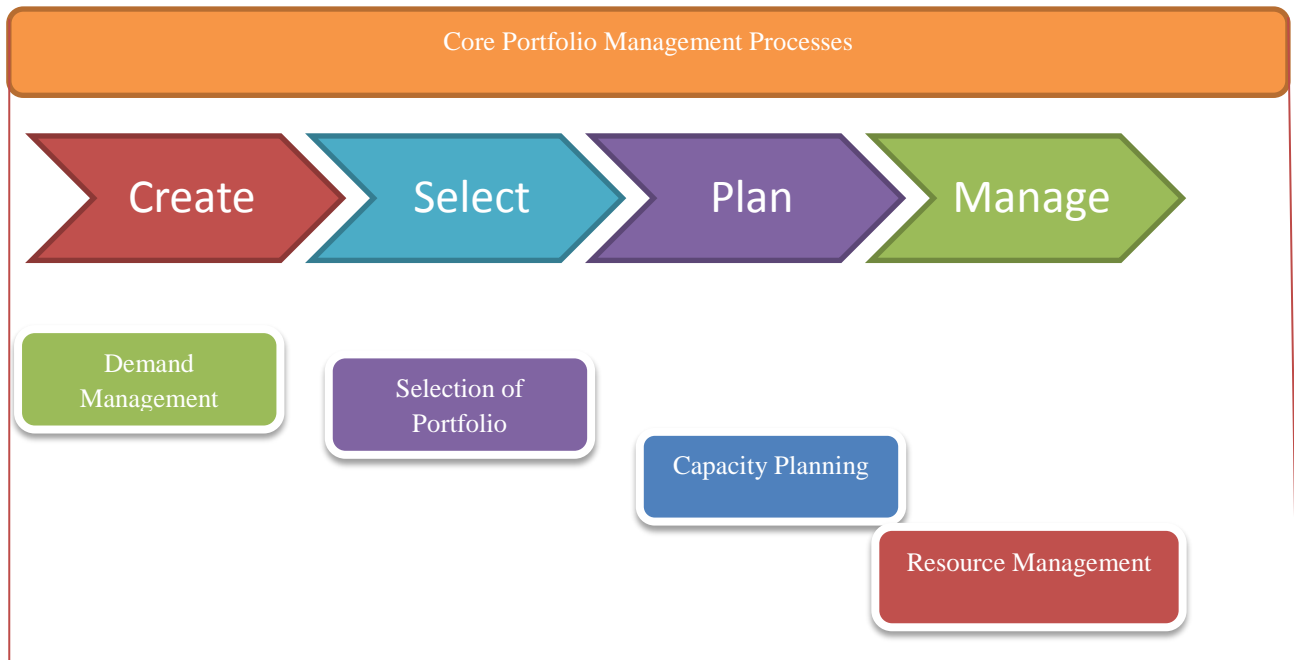 Core Portfolio Management Processes
Create
Select
Plan
Manage
Demand
Management
Selection of
Portfolio
Capacity Planning
Resource Management